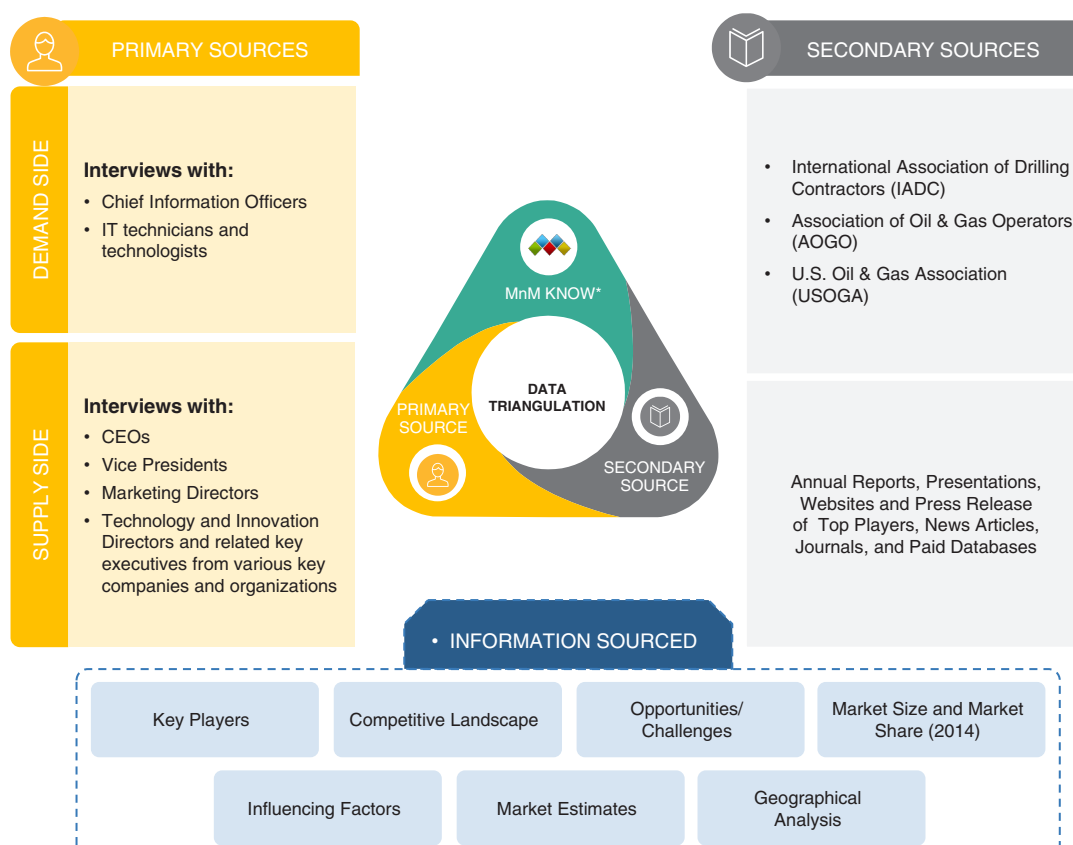 PRIMARY SOURCES
DEMAND SIDE
Interviews with:
• Chief Information Officers
• IT technicians and
technologists
SUPPLY SIDE
Interviews with:
• CEOs
• Vice Presidents
• Marketing Directors
• Technology and Innovation
Directors and related key
executives from various key
companies and organizations
MnM KNOW*
DATA
TRIANGULATION
PRIMARY
SOURCE
SECONDARY
SOURCE
SECONDARY SOURCES
• International Association of Drilling
Contractors (IADC)
• Association of Oil & Gas Operators
(AOGO)
• U.S. Oil & Gas Association
(USOGA)
Annual Reports, Presentations,
Websites and Press Release
of Top Players, News Articles,
Journals, and Paid Databases
• INFORMATION SOURCED
Key Players
Competitive Landscape
Opportunities/
Challenges
Market Size and Market
Share (2014)
Influencing Factors
Market Estimates
Geographical
Analysis